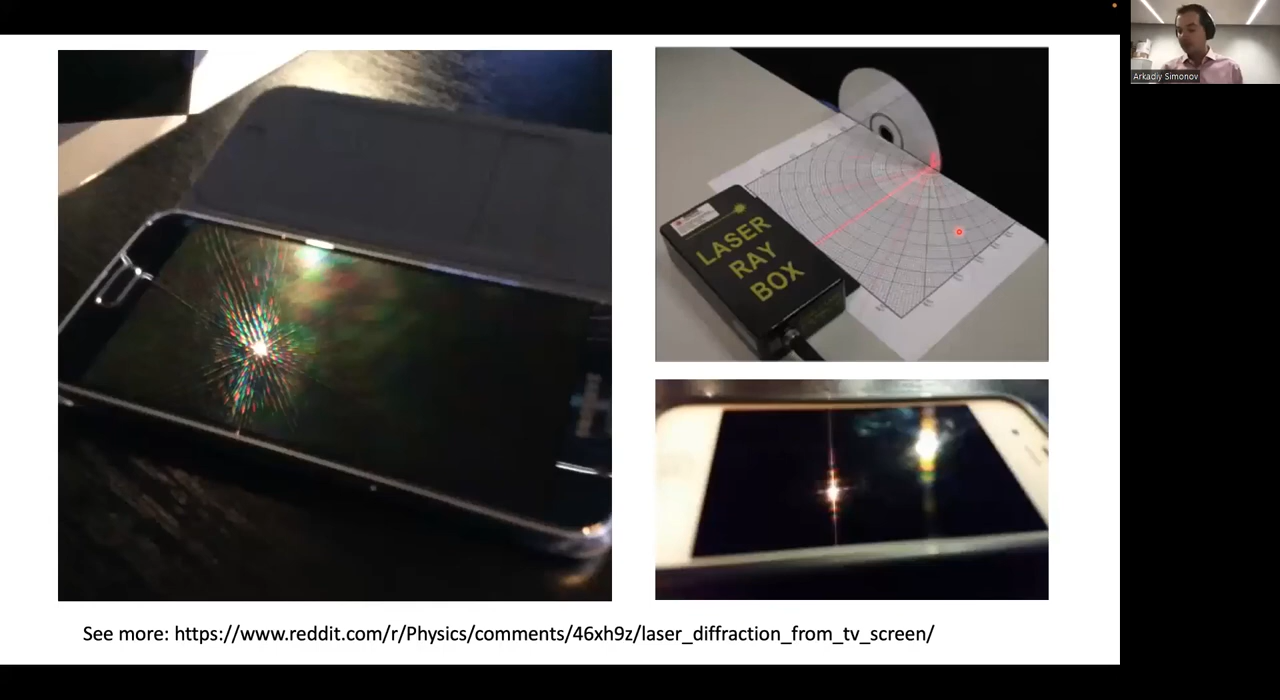 Arkadiy Simonov
LASER
RAY
BOX
See more: https://www.reddit.com/r/Physics/comments/46xh9z/laser_diffraction_from_tv_screen/